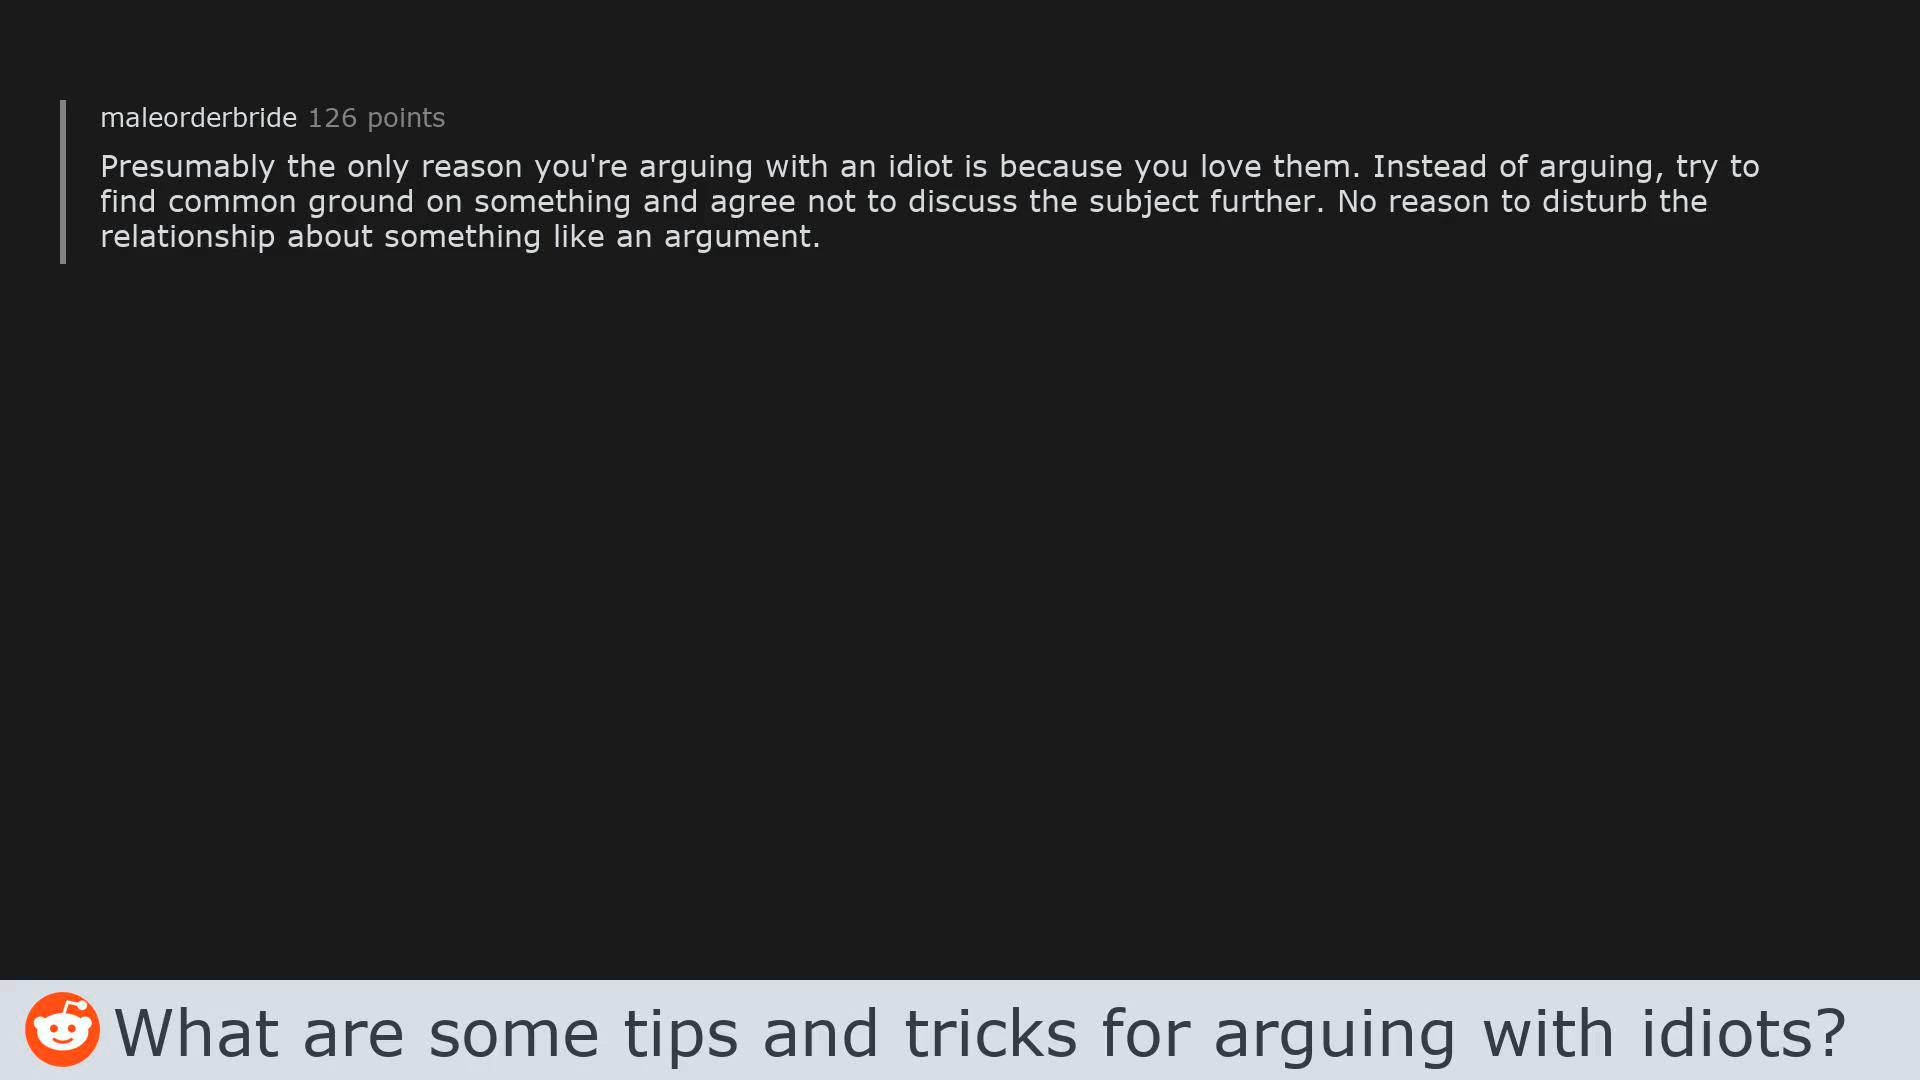 maleorderbride 126 points
Presumably the only reason you're arguing with an idiot is because you love them. Instead of arguing, try to
find common ground on something and agree not to discuss the subject further. No reason to disturb the
relationship about something like an argument.
What are some tips and tricks for arguing with idiots?